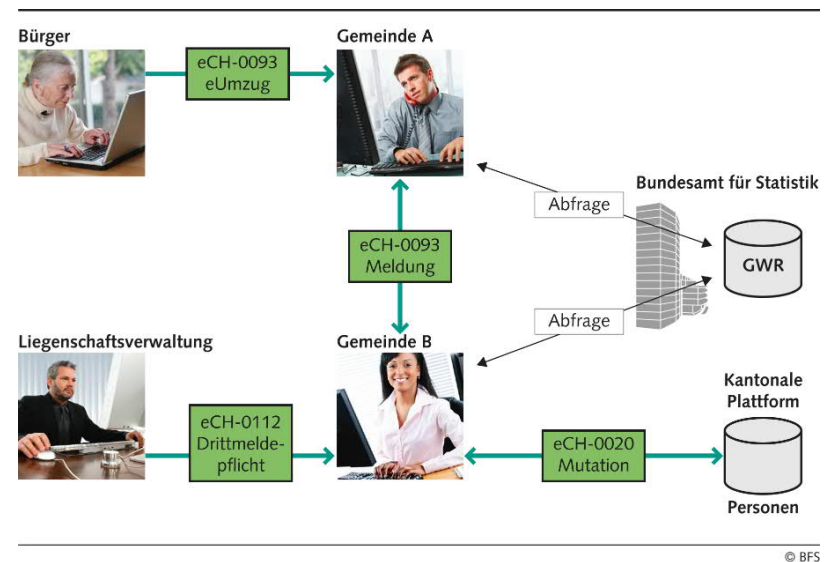 Bürger
Gemeinde A
eCH-0093
eUmzug
Bundesamt für Statistik
Abfrage
GWR
eCH-0093
Meldung
Abfrage
Liegenschaftsverwaltung
Gemeinde B
Kantonale
Plattform
eCH-0112
Drittmelde-
pflicht
eCH-0020
Mutation
Personen
© BFS